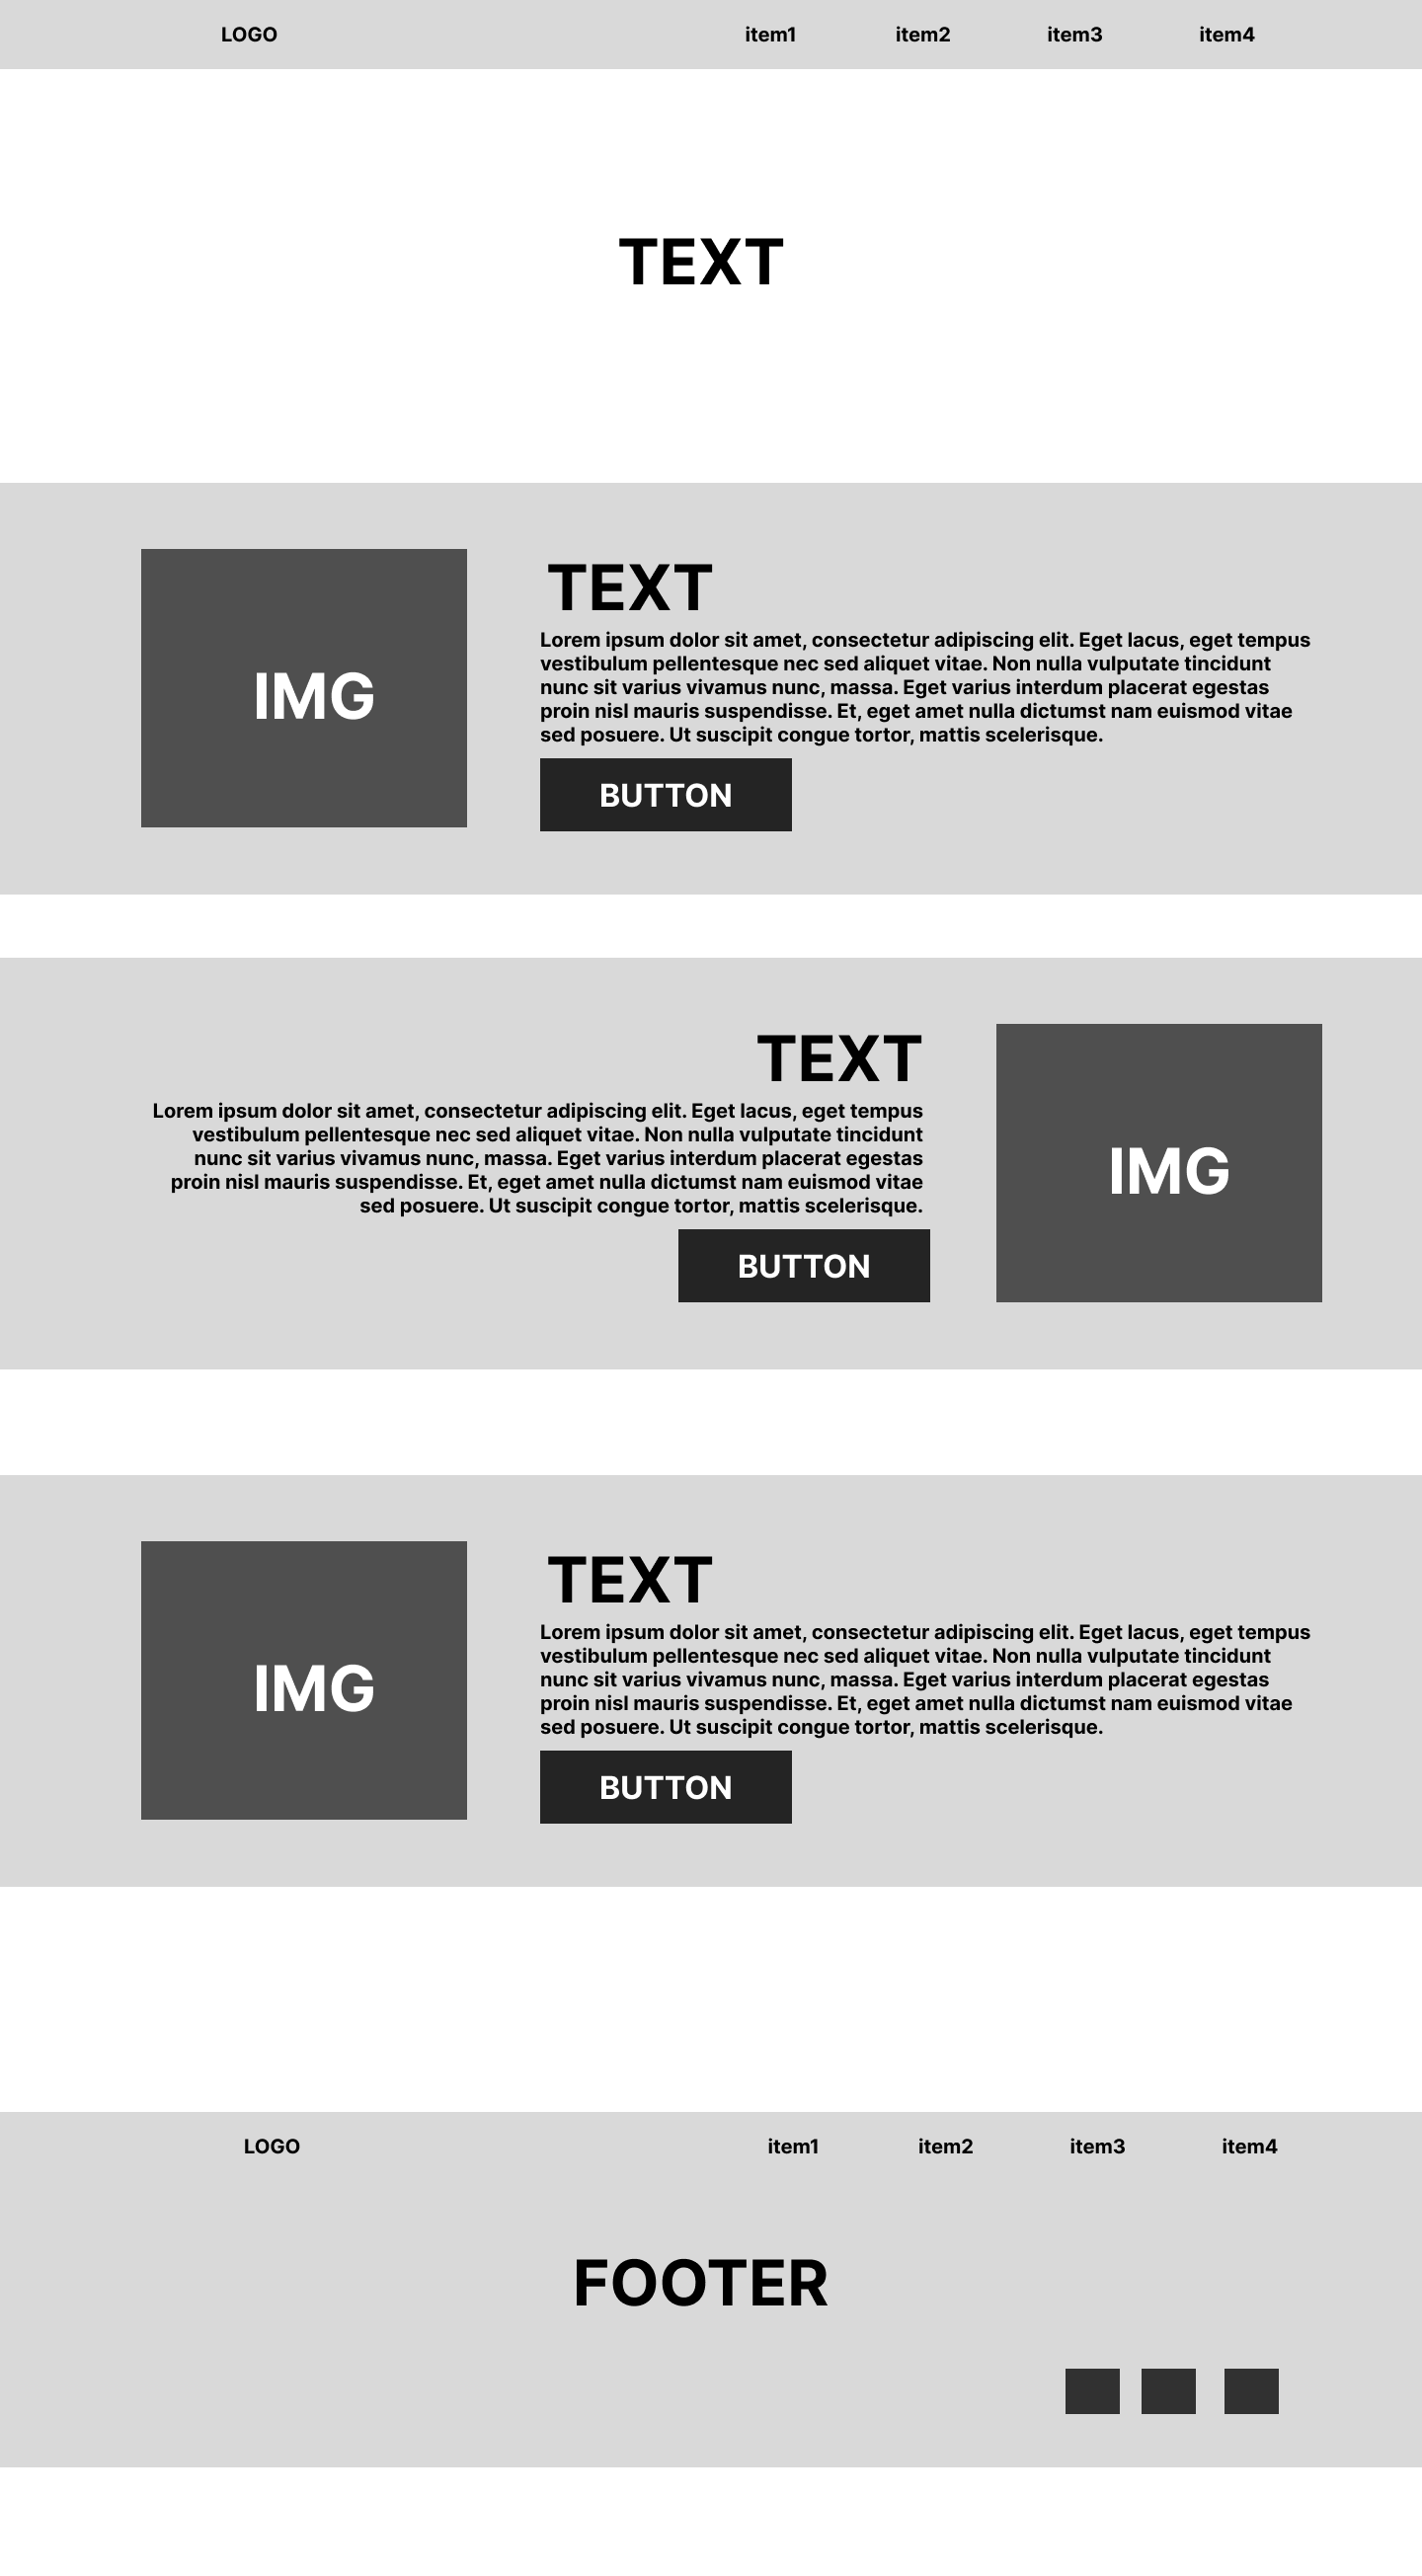 LOGO item1 item2 item3 item4
TEXT
IMG
TEXT
Lorem ipsum dolor sit amet, consectetur adipiscing elit. Eget lacus, eget tempus
vestibulum pellentesque nec sed aliquet vitae. Non nulla vulputate tincidunt
nunc sit varius vivamus nunc, massa. Eget varius interdum placerat egestas
proin nisl mauris suspendisse. Et, eget amet nulla dictumst nam euismod vitae
sed posuere. Ut suscipit congue tortor, mattis scelerisque.
BUTTON
TEXT
Lorem ipsum dolor sit amet, consectetur adipiscing elit. Eget lacus, eget tempus
vestibulum pellentesque nec sed aliquet vitae. Non nulla vulputate tincidunt
nunc sit varius vivamus nunc, massa. Eget varius interdum placerat egestas
proin nisl mauris suspendisse. Et, eget amet nulla dictumst nam euismod vitae
sed posuere. Ut suscipit congue tortor, mattis scelerisque.
BUTTON
IMG
IMG
TEXT
Lorem ipsum dolor sit amet, consectetur adipiscing elit. Eget lacus, eget tempus
vestibulum pellentesque nec sed aliquet vitae. Non nulla vulputate tincidunt
nunc sit varius vivamus nunc, massa. Eget varius interdum placerat egestas
proin nisl mauris suspendisse. Et, eget amet nulla dictumst nam euismod vitae
sed posuere. Ut suscipit congue tortor, mattis scelerisque.
BUTTON
LOGO item1 item2 item3 item4
FOOTER